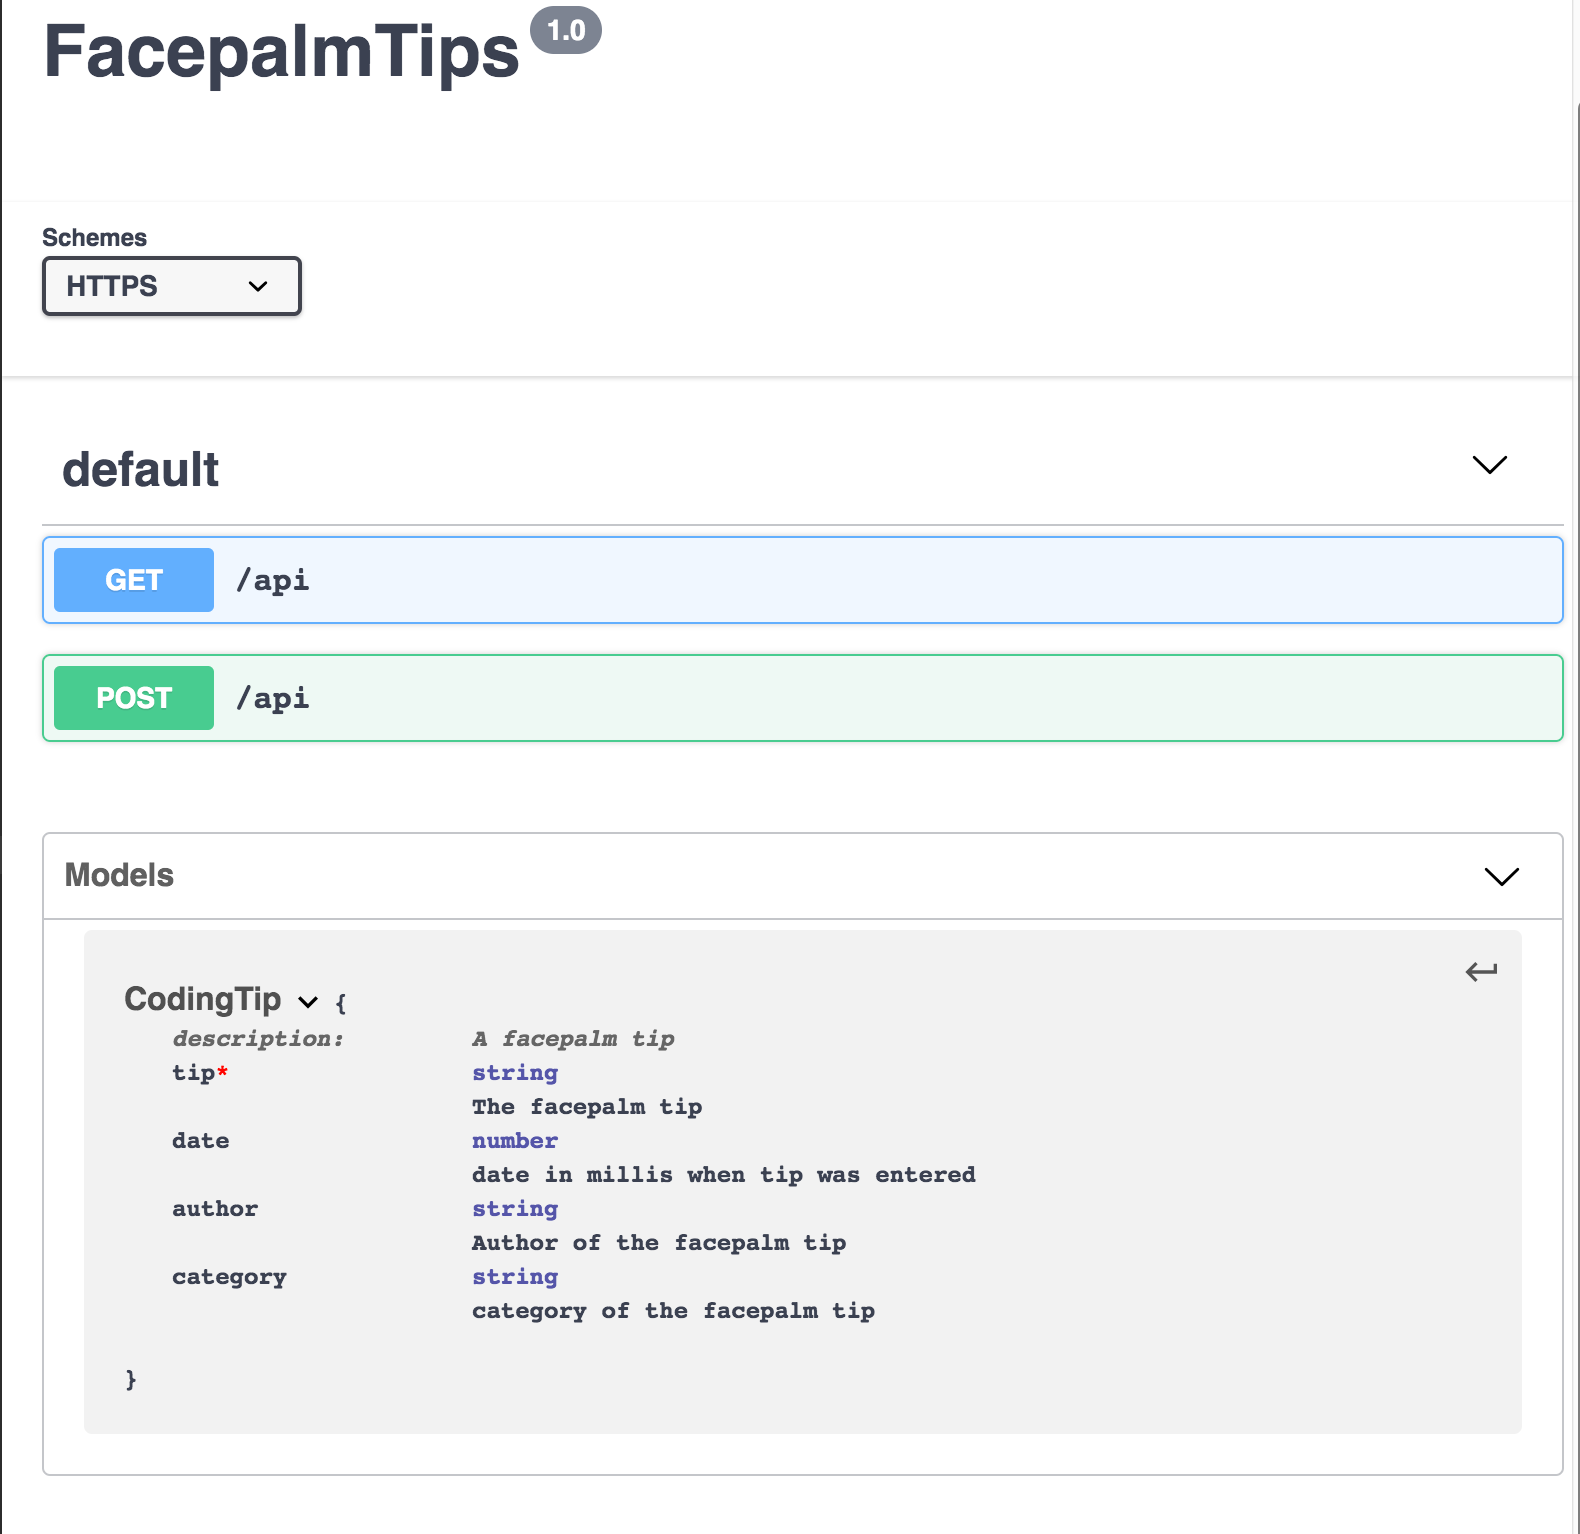 FacepalmTips 1.0
Schemes
HTTPS
default
GET /api
POST /api
Models
CodingTip {
description: A facepalm tip
tip* string
The facepalm tip
date number
date in millis when tip was entered
author string
Author of the facepalm tip
category string
category of the facepalm tip
}